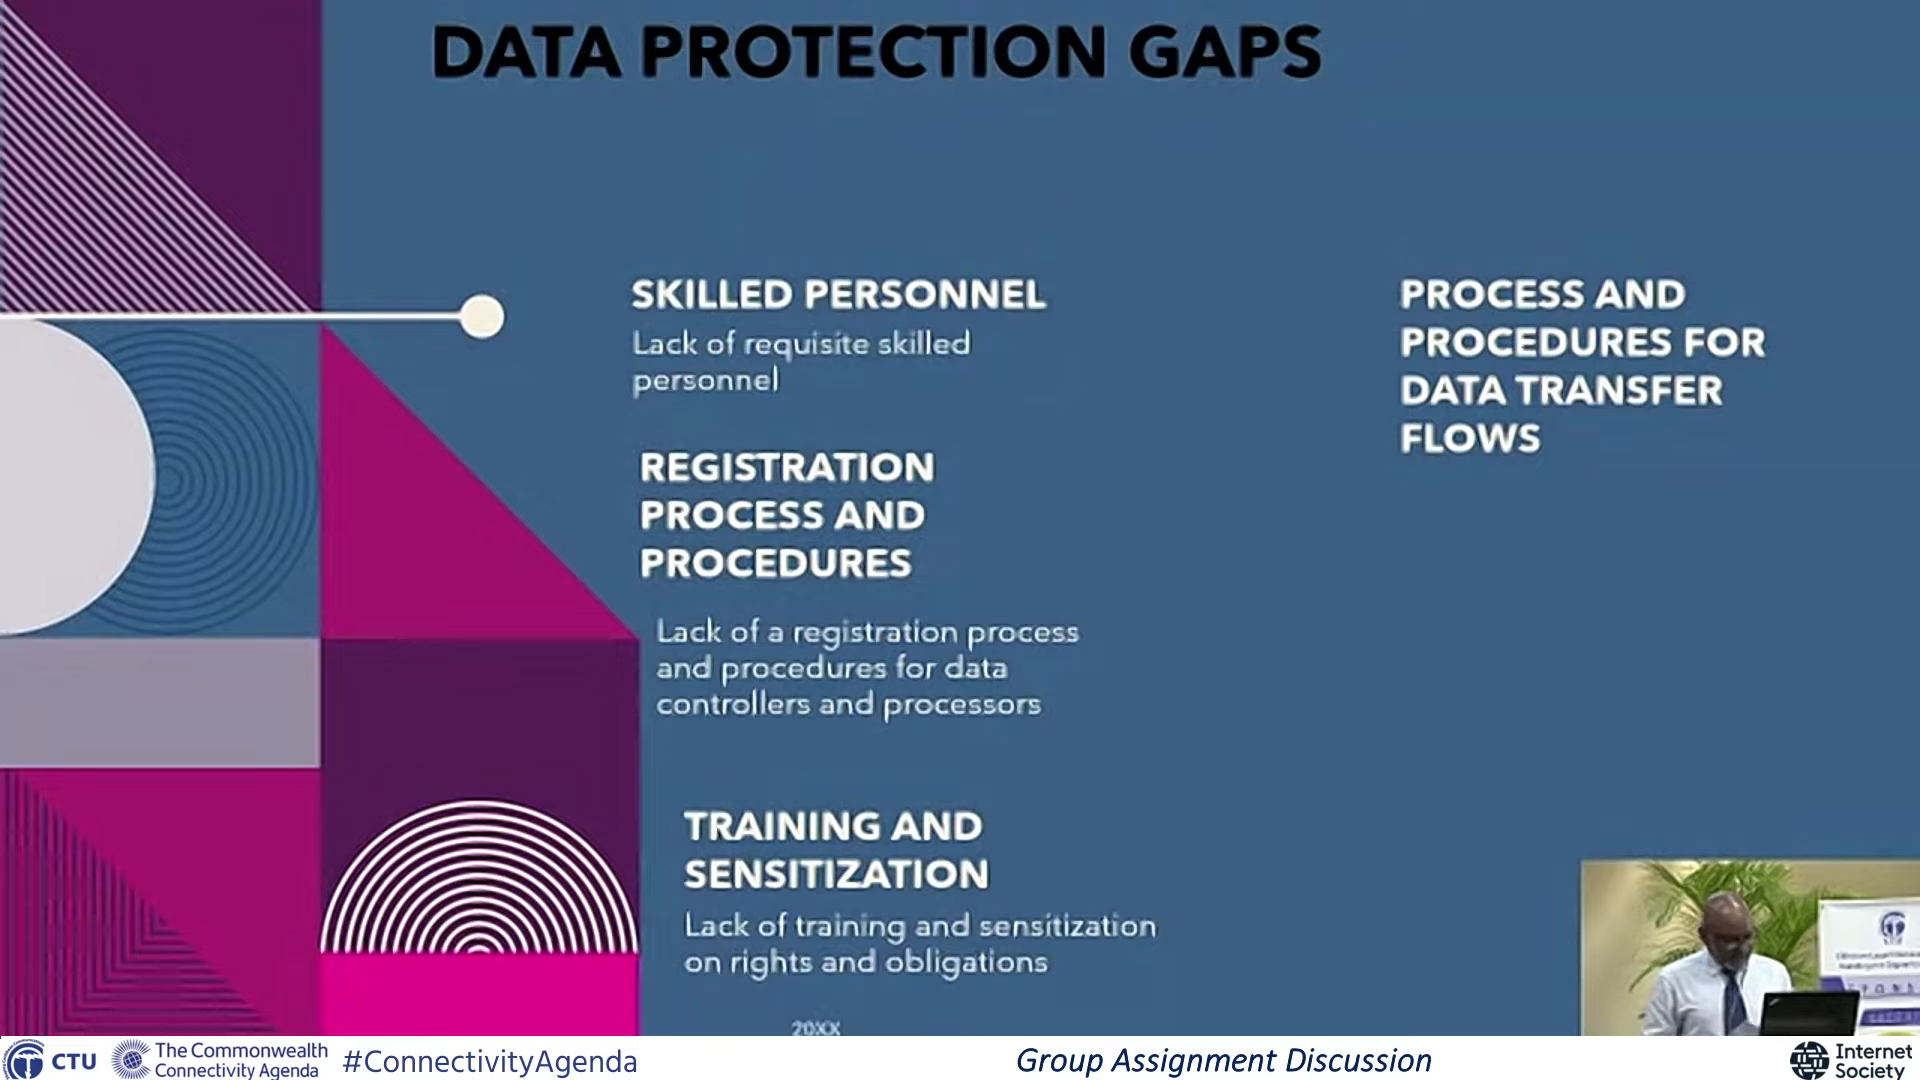 DATA PROTECTION GAPS
SKILLED PERSONNEL
Lack of requisite skilled
personnel
REGISTRATION
PROCESS AND
PROCEDURES
Lack of a registration process
and procedures for data
controllers and processors
TRAINING AND
SENSITIZATION
Lack of training and sensitization
on rights and obligations
20XX
PROCESS AND
PROCEDURES FOR
DATA TRANSFER
FLOWS
CTU
The Commonwealth
Connectivity Agenda
#ConnectivityAgenda
Group Assignment Discussion
Internet
Society